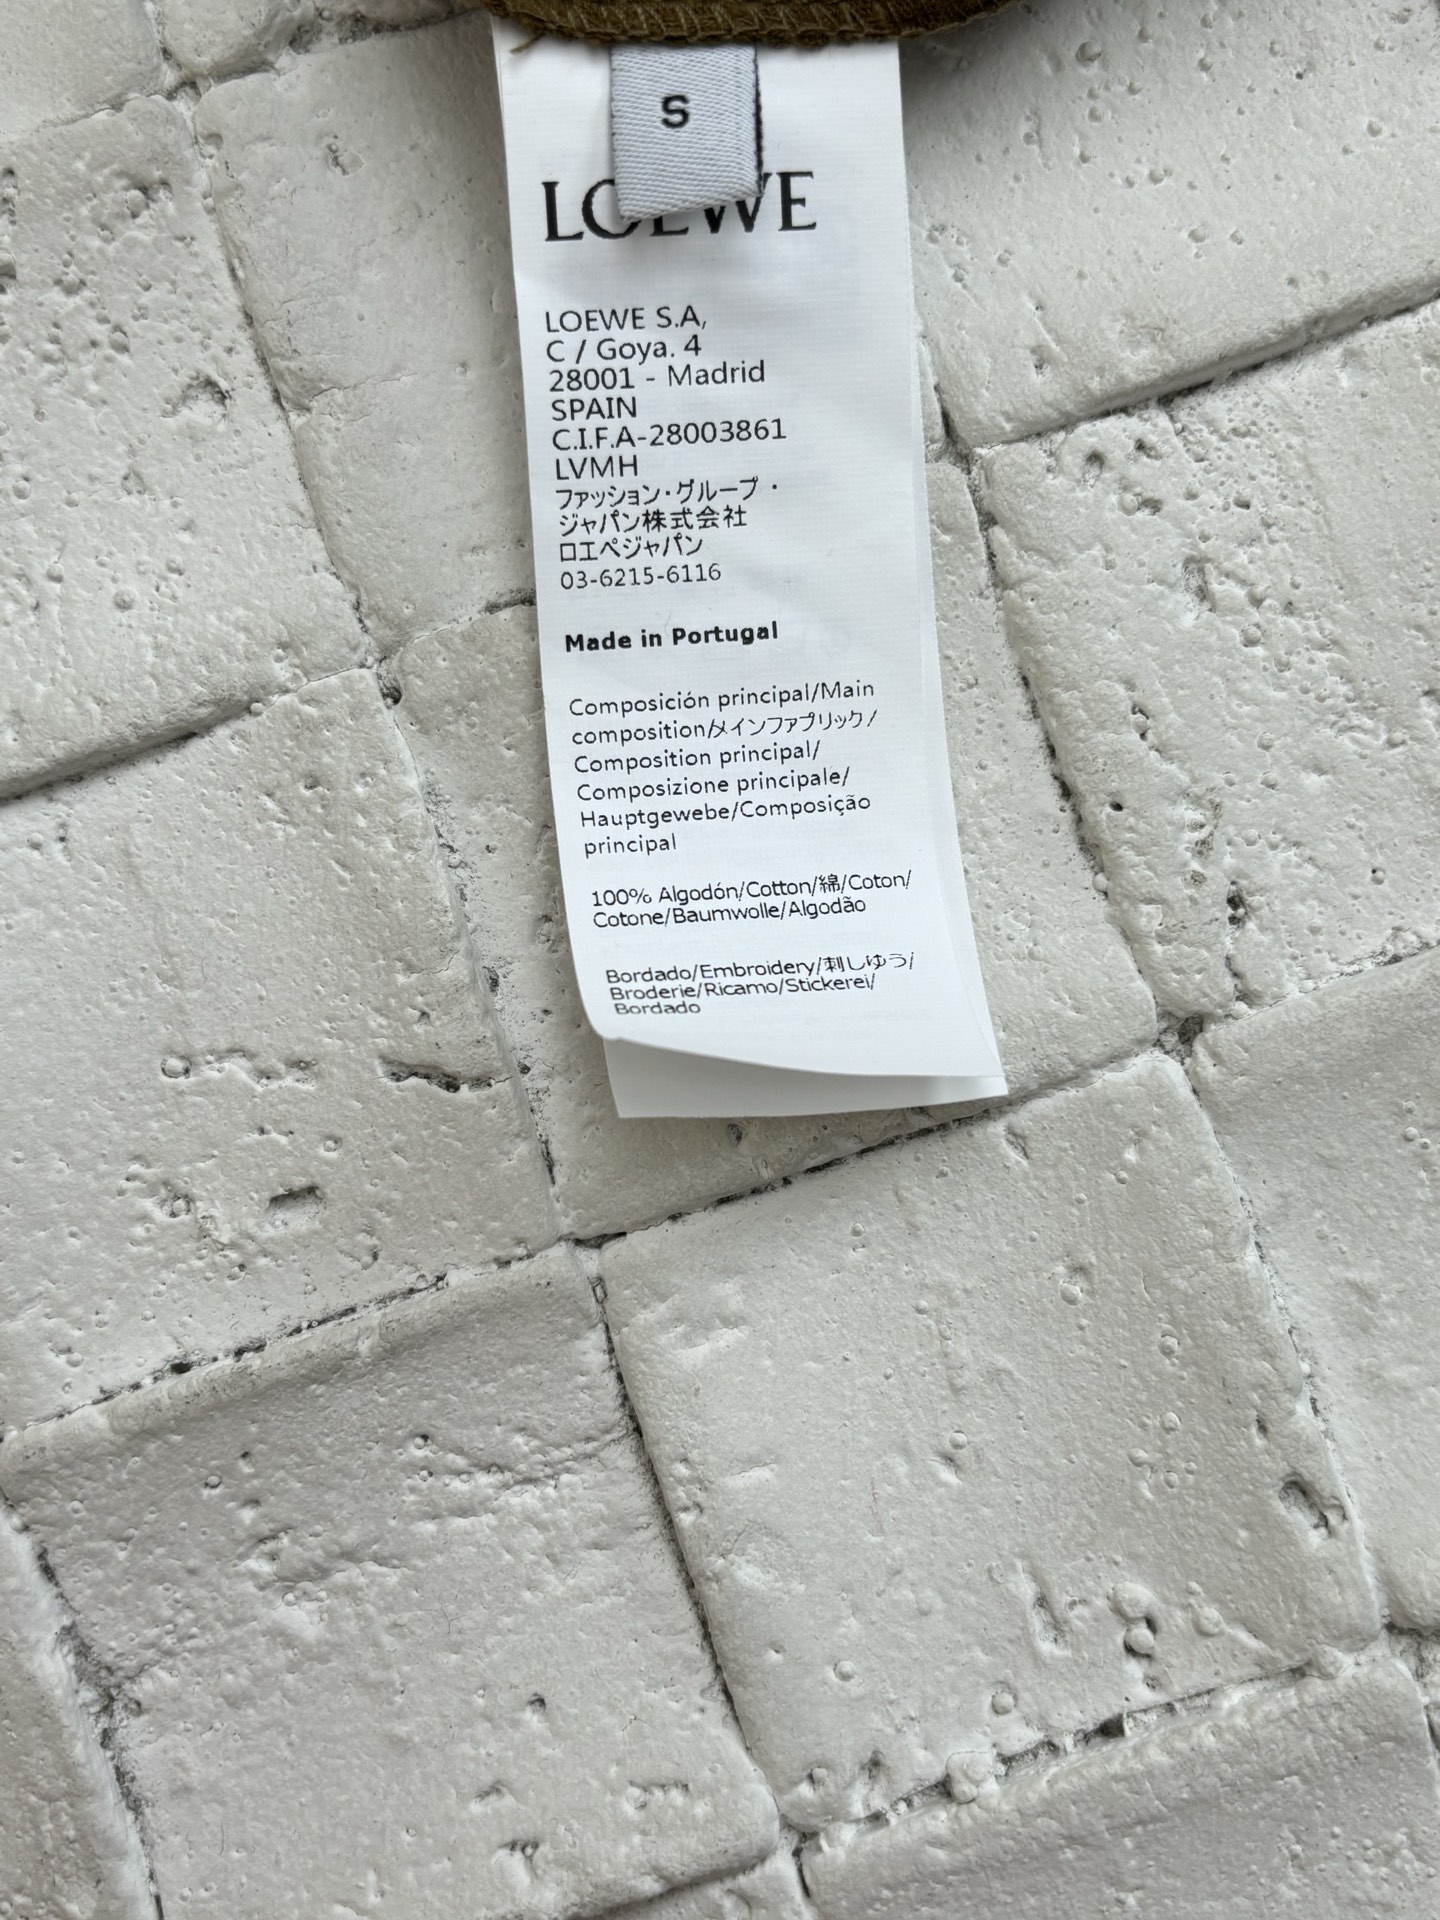 S
LOEWE
LOEWE S.A,
C / Goya. 4
28001 - Madrid
SPAIN
C.I.F.A-28003861
LVMH
ファッション・グループ・
ジャパン株式会社
ロエベジャパン
03-6215-6116
Made in Portugal
Composición principal/Main
composition/メインファブリック/
Composition principal/
Composizione principale/
Hauptgewebe/Composição
principal
100% Algodón/Cotton/綿/Coton/
Cotone/Baumwolle/Algodão
Bordado/Embroidery/刺しゆう/
Broderie/Ricamo/Stickerei/
Bordado